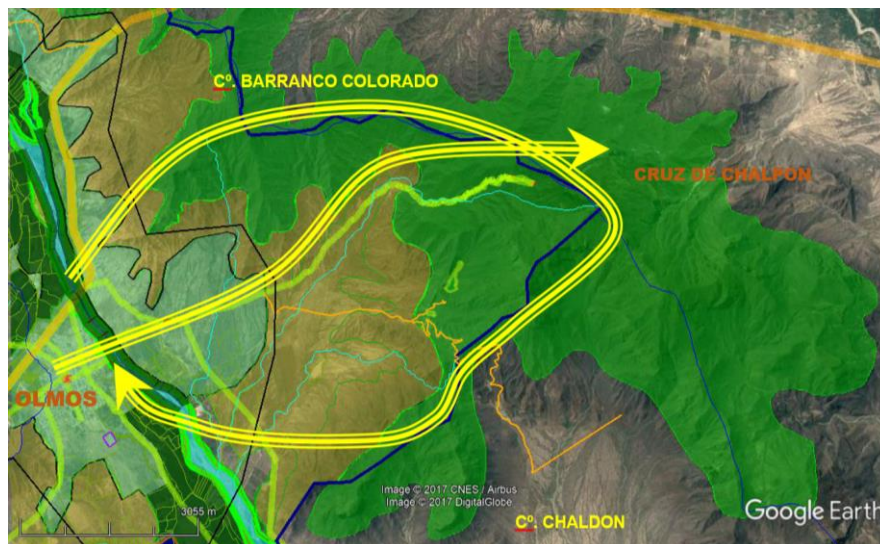 Cº. BARRANCO COLORADO
CRUZ DE CHALPON
OLMOS
Image © 2017 CNES / Airbus
Image © 2017 DigitalGlobe
3055 m
Cº. CHALDON
Google Earth